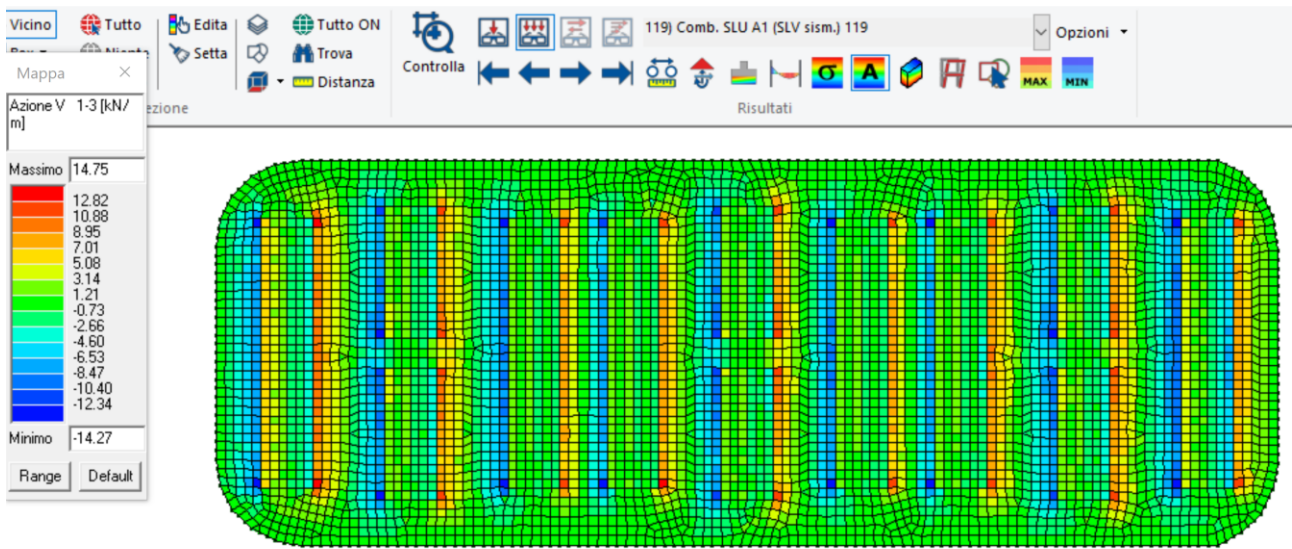 Vicino
Tutto
Edita
Tutto ON
119) Comb. SLU A1 (SLV sism.) 119
Opzioni
Niente
Setta
Trova
Controlla
Distanza
MAX
MIN
σ
A
Risultati
Mappa
Azione V 1-3 [kN/
m]
Massimo 14.75
12.82
10.88
8.95
7.01
5.08
3.14
1.21
-0.73
-2.66
-4.60
-6.53
-8.47
-10.40
-12.34
Minimo -14.27
Range
Default